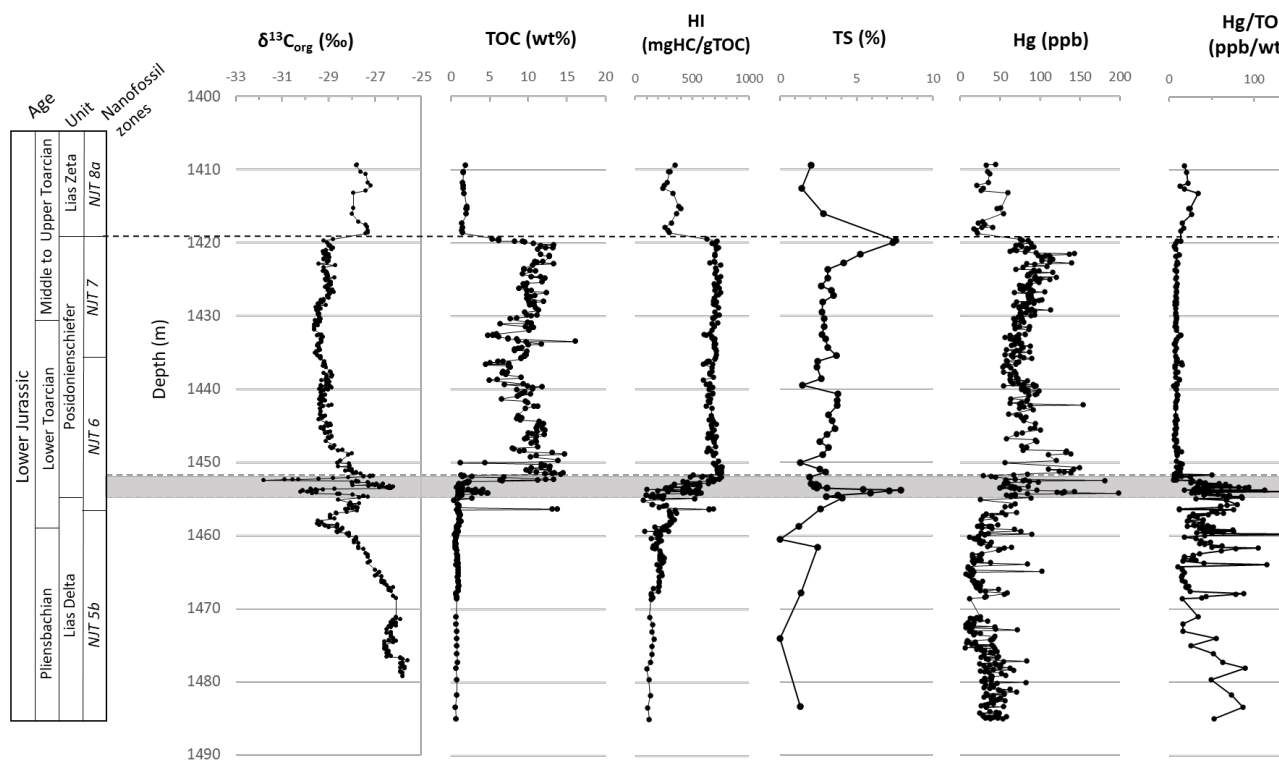 δ13Corg (‰)
TOC (wt%)
HI
(mgHC/gTOC)
TS (%)
Hg (ppb)
Hg/TO
(ppb/wt
-33 -31 -29 -27 -25
0 5 10 15 20
0 500 1000
0 5 10
0 50 100 150 200
0 100
Age
Unit
Nanofossil
zones
Depth (m)
1400
1410
1420
1430
1440
1450
1460
1470
1480
1490
Lower Jurassic
Middle to Upper Toarcian
Lower Toarcian
Pliensbachian
Lias Zeta
Posidonienschiefer
Lias Delta
NJT 8a
NJT 7
NJT 6
NJT 5b